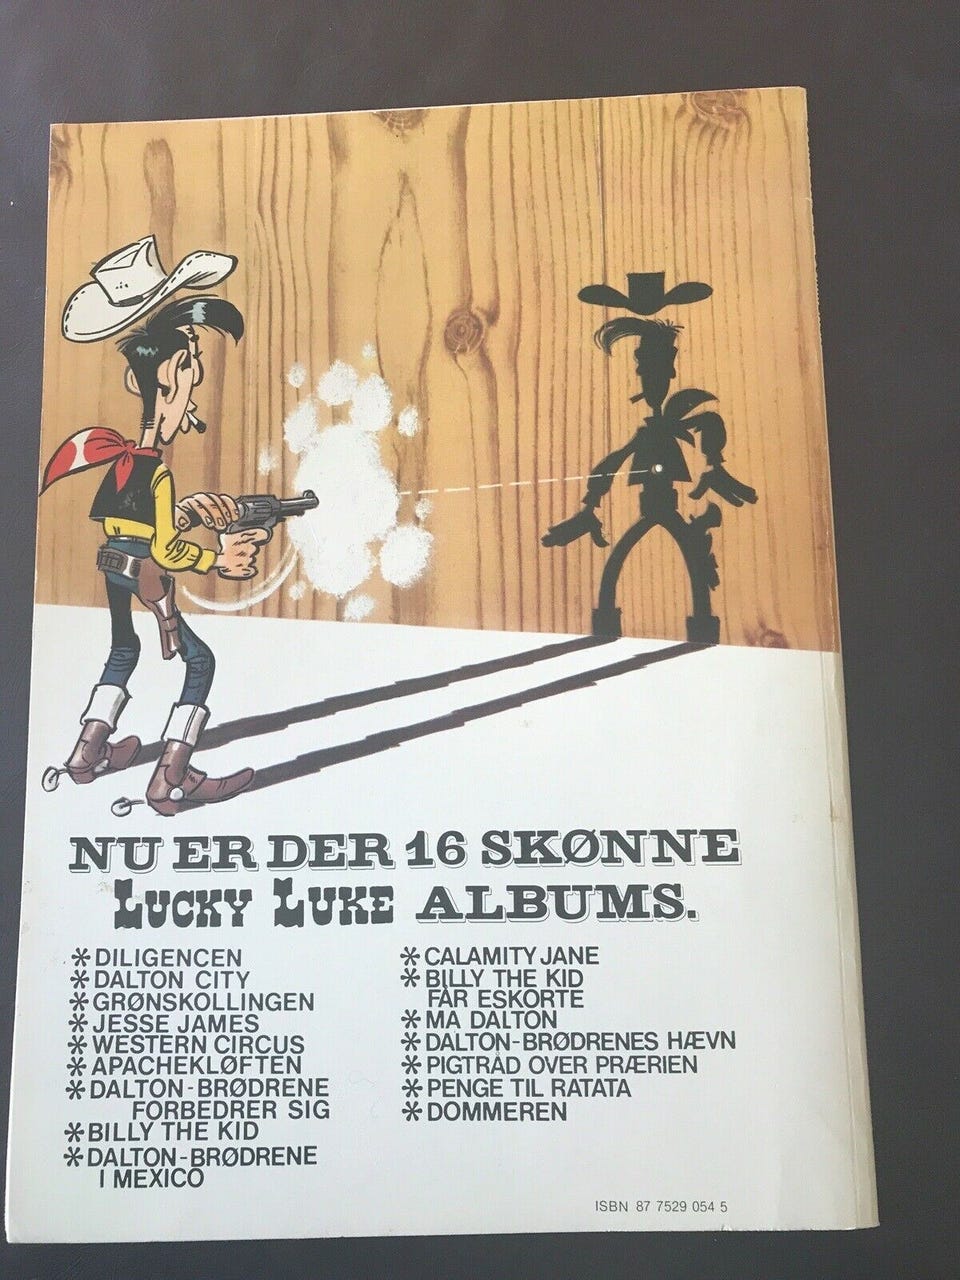 NU ER DER 16 SKØNNE
LUCKY LUKE ALBUMS.
* DILIGENCEN
* DALTON CITY
* GRØNSKOLLINGEN
* JESSE JAMES
* WESTERN CIRCUS
* APACHEKLØFTEN
* DALTON-BRØDRENE
FORBEDRER SIG
* BILLY THE KID
* DALTON-BRØDRENE
I MEXICO
* CALAMITY JANE
* BILLY THE KID
FÅR ESKORTE
* MA DALTON
* DALTON-BRØDRENES HÆVN
* PIGTRÅD OVER PRÆRIEN
* PENGE TIL RATATA
* DOMMEREN
ISBN 87 7529 054 5